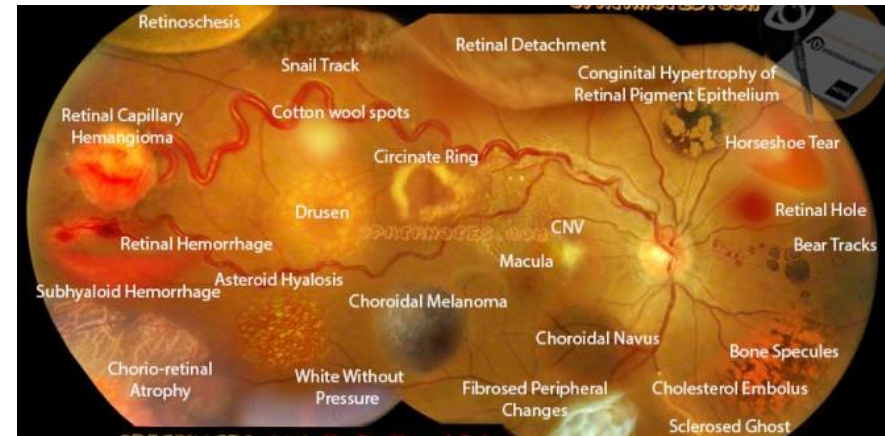 Retinoschesis
Snail Track
Retinal Detachment
Conginital Hypertrophy of
Retinal Pigment Epithelium
Retinal Capillary
Hemangioma
Cotton wool spots
Circinate Ring
Horseshoe Tear
Drusen
Retinal Hole
OPHTHNOTES.COM
CNV
Retinal Hemorrhage
Macula
Bear Tracks
Subhyaloid Hemorrhage
Asteroid Hyalosis
Choroidal Melanoma
Choroidal Navus
Bone Specules
Chorio-retinal
Atrophy
White Without
Pressure
Fibrosed Peripheral
Changes
Cholesterol Embolus
Sclerosed Ghost